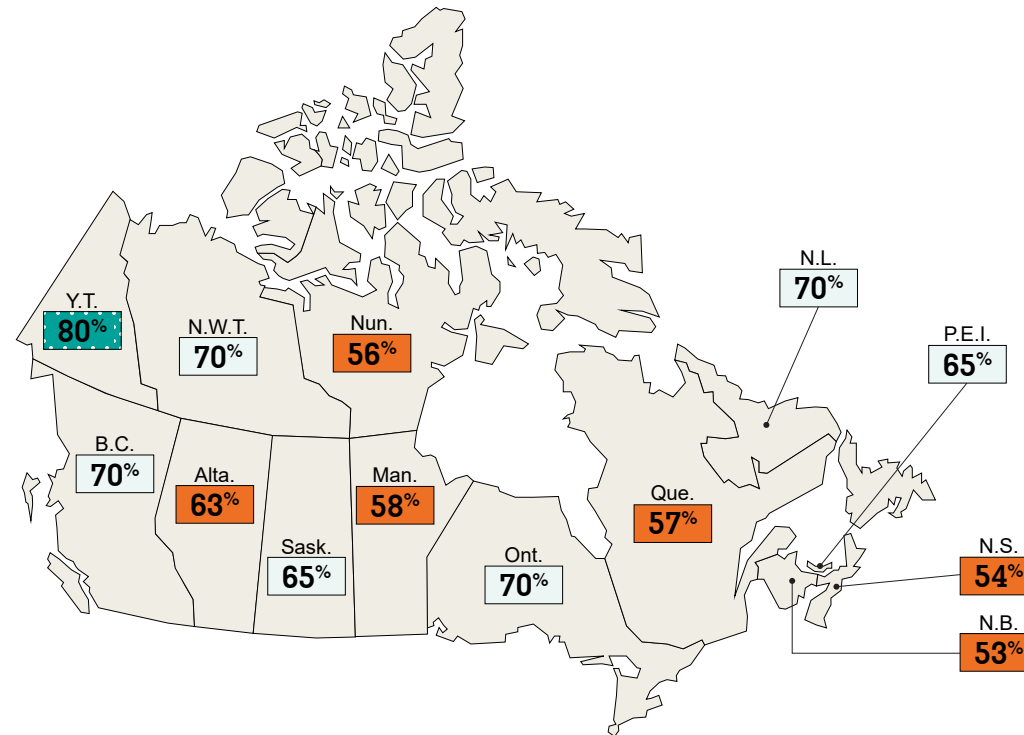 N.L.
70%
Y.T.
80%
N.W.T.
70%
Nun.
56%
P.E.I.
65%
B.C.
70%
Alta.
63%
Man.
58%
Que.
57%
Sask.
65%
Ont.
70%
N.S.
54%
N.B.
53%